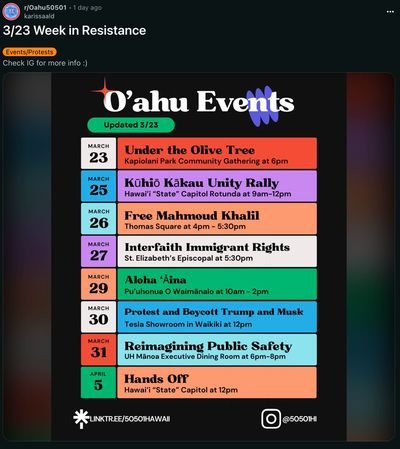 r/Oahu50501 • 1 day ago
karissaald
3/23 Week in Resistance
Events/Protests
Check IG for more info :)
O'ahu Events
Updated 3/23
MARCH
23
Under the Olive Tree
Kapiolani Park Community Gathering at 6pm
MARCH
25
Kūhiō Kākau Unity Rally
Hawai'i "State" Capitol Rotunda at 9am-12pm
MARCH
26
Free Mahmoud Khalil
Thomas Square at 4pm - 5:30pm
MARCH
27
Interfaith Immigrant Rights
St. Elizabeth's Episcopal at 5:30pm
MARCH
29
Aloha ʻĀina
Pu'uhonua O Waimānalo at 10am - 2pm
MARCH
30
Protest and Boycott Trump and Musk
Tesla Showroom in Waikiki at 12pm
MARCH
31
Reimagining Public Safety
UH Mānoa Executive Dining Room at 6pm-8pm
APRIL
5
Hands Off
Hawai'i "State" Capitol at 12pm
LINKTR.EE/50501HAWAII
@50501HI